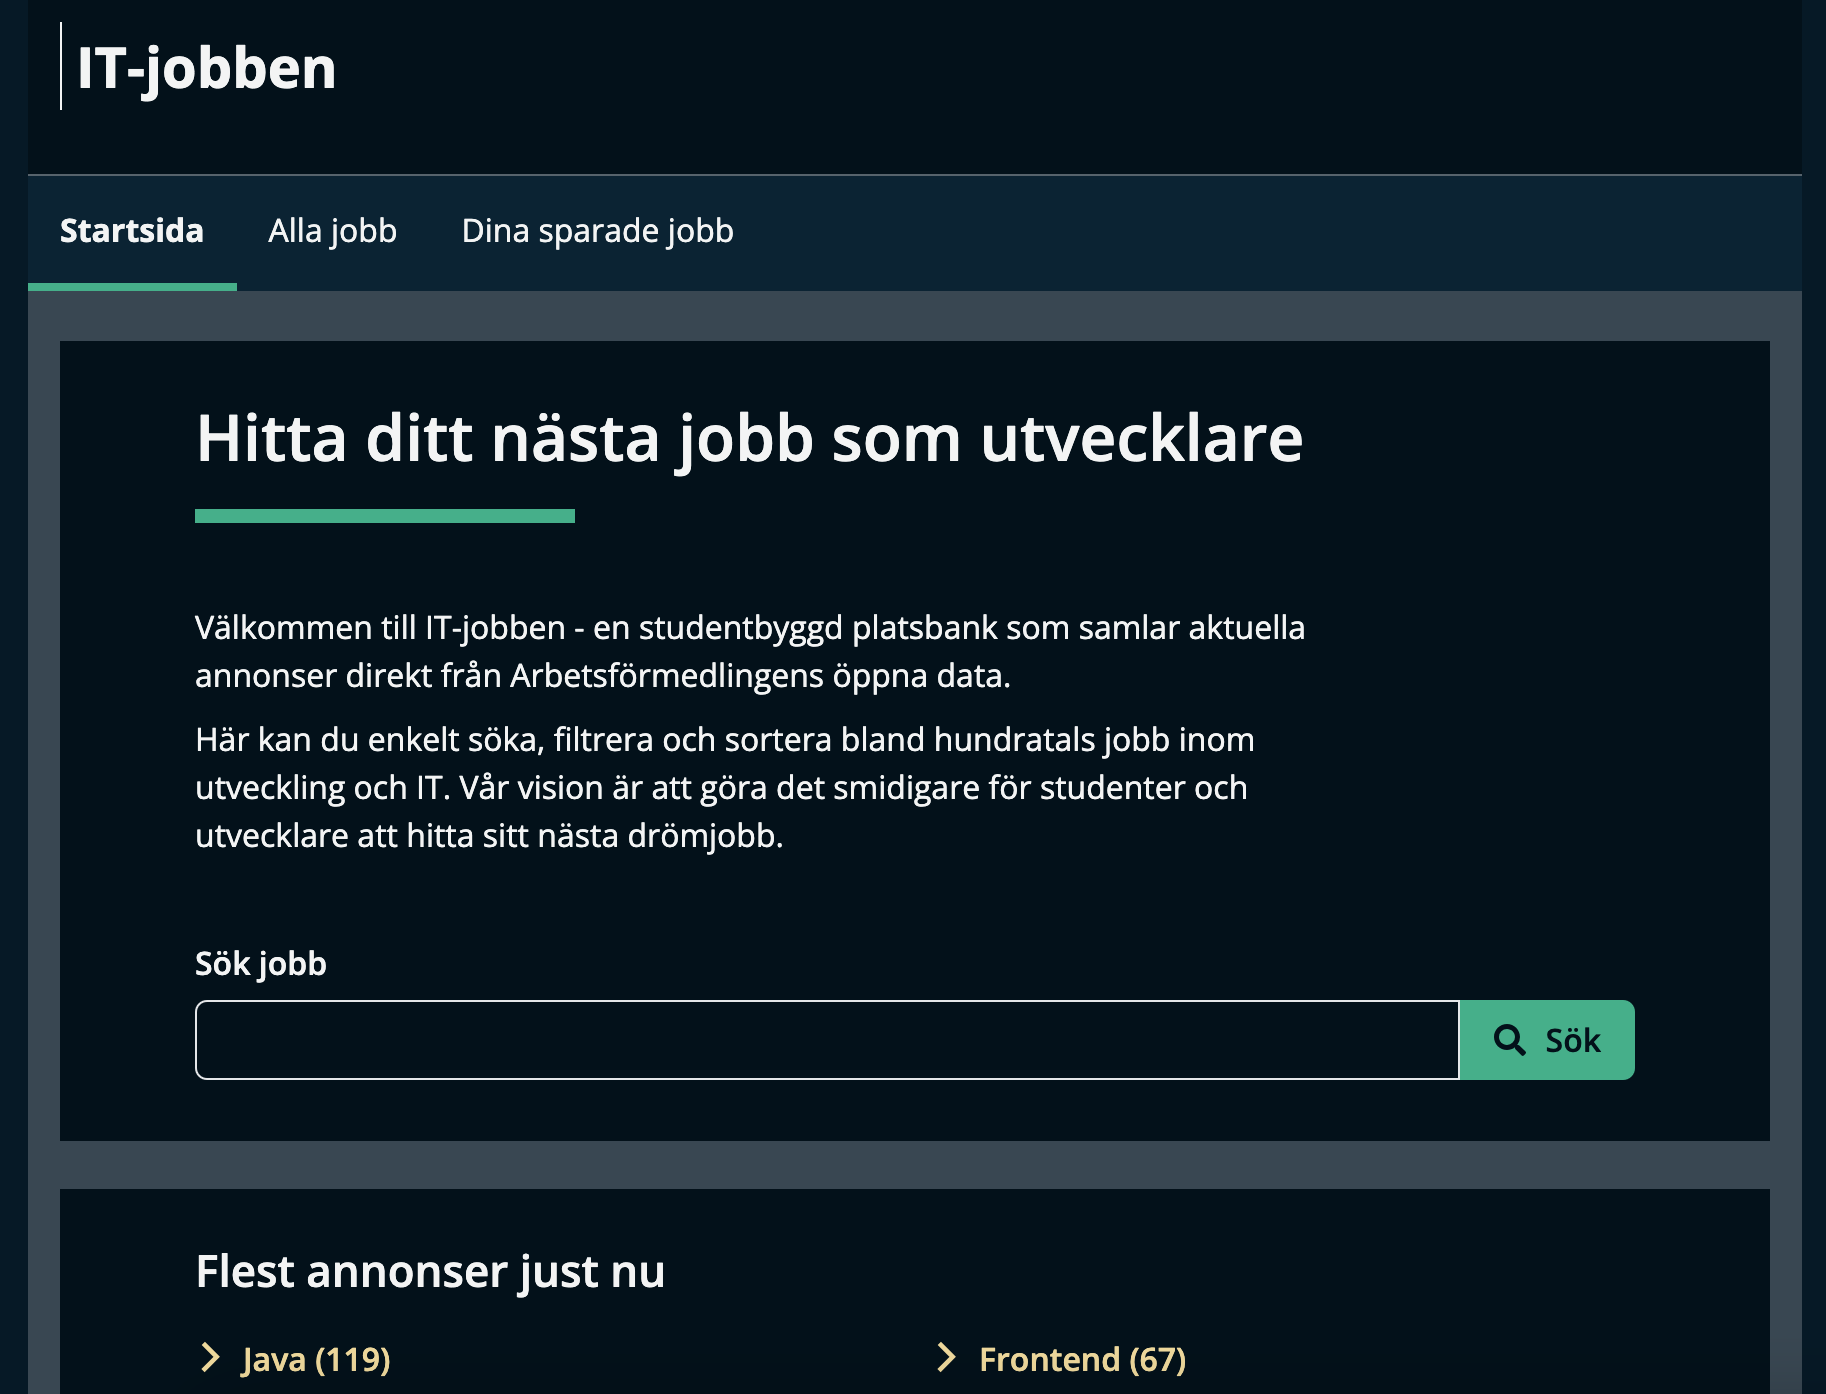 IT-jobben
Startsida Alla jobb Dina sparade jobb
Hitta ditt nästa jobb som utvecklare
Välkommen till IT-jobben - en studentbyggd platsbank som samlar aktuella
annonser direkt från Arbetsförmedlingens öppna data.
Här kan du enkelt söka, filtrera och sortera bland hundratals jobb inom
utveckling och IT. Vår vision är att göra det smidigare för studenter och
utvecklare att hitta sitt nästa drömjobb.
Sök jobb
Sök
Flest annonser just nu
Java (119)
Frontend (67)